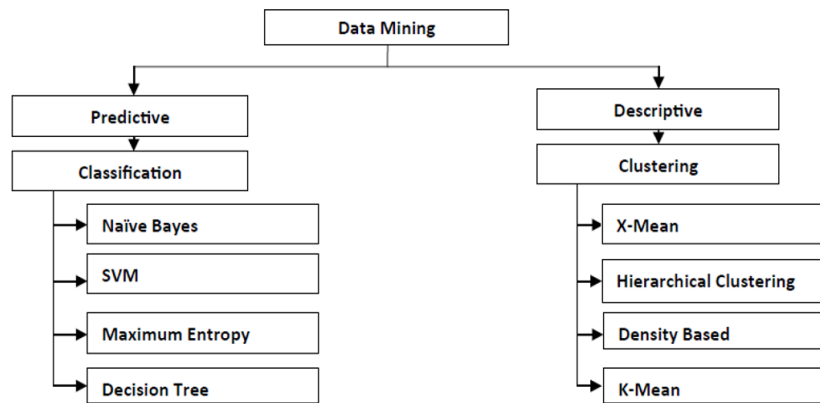 Data Mining
Predictive
Descriptive
Classification
Clustering
Naïve Bayes
SVM
Maximum Entropy
Decision Tree
X-Mean
Hierarchical Clustering
Density Based
K-Mean